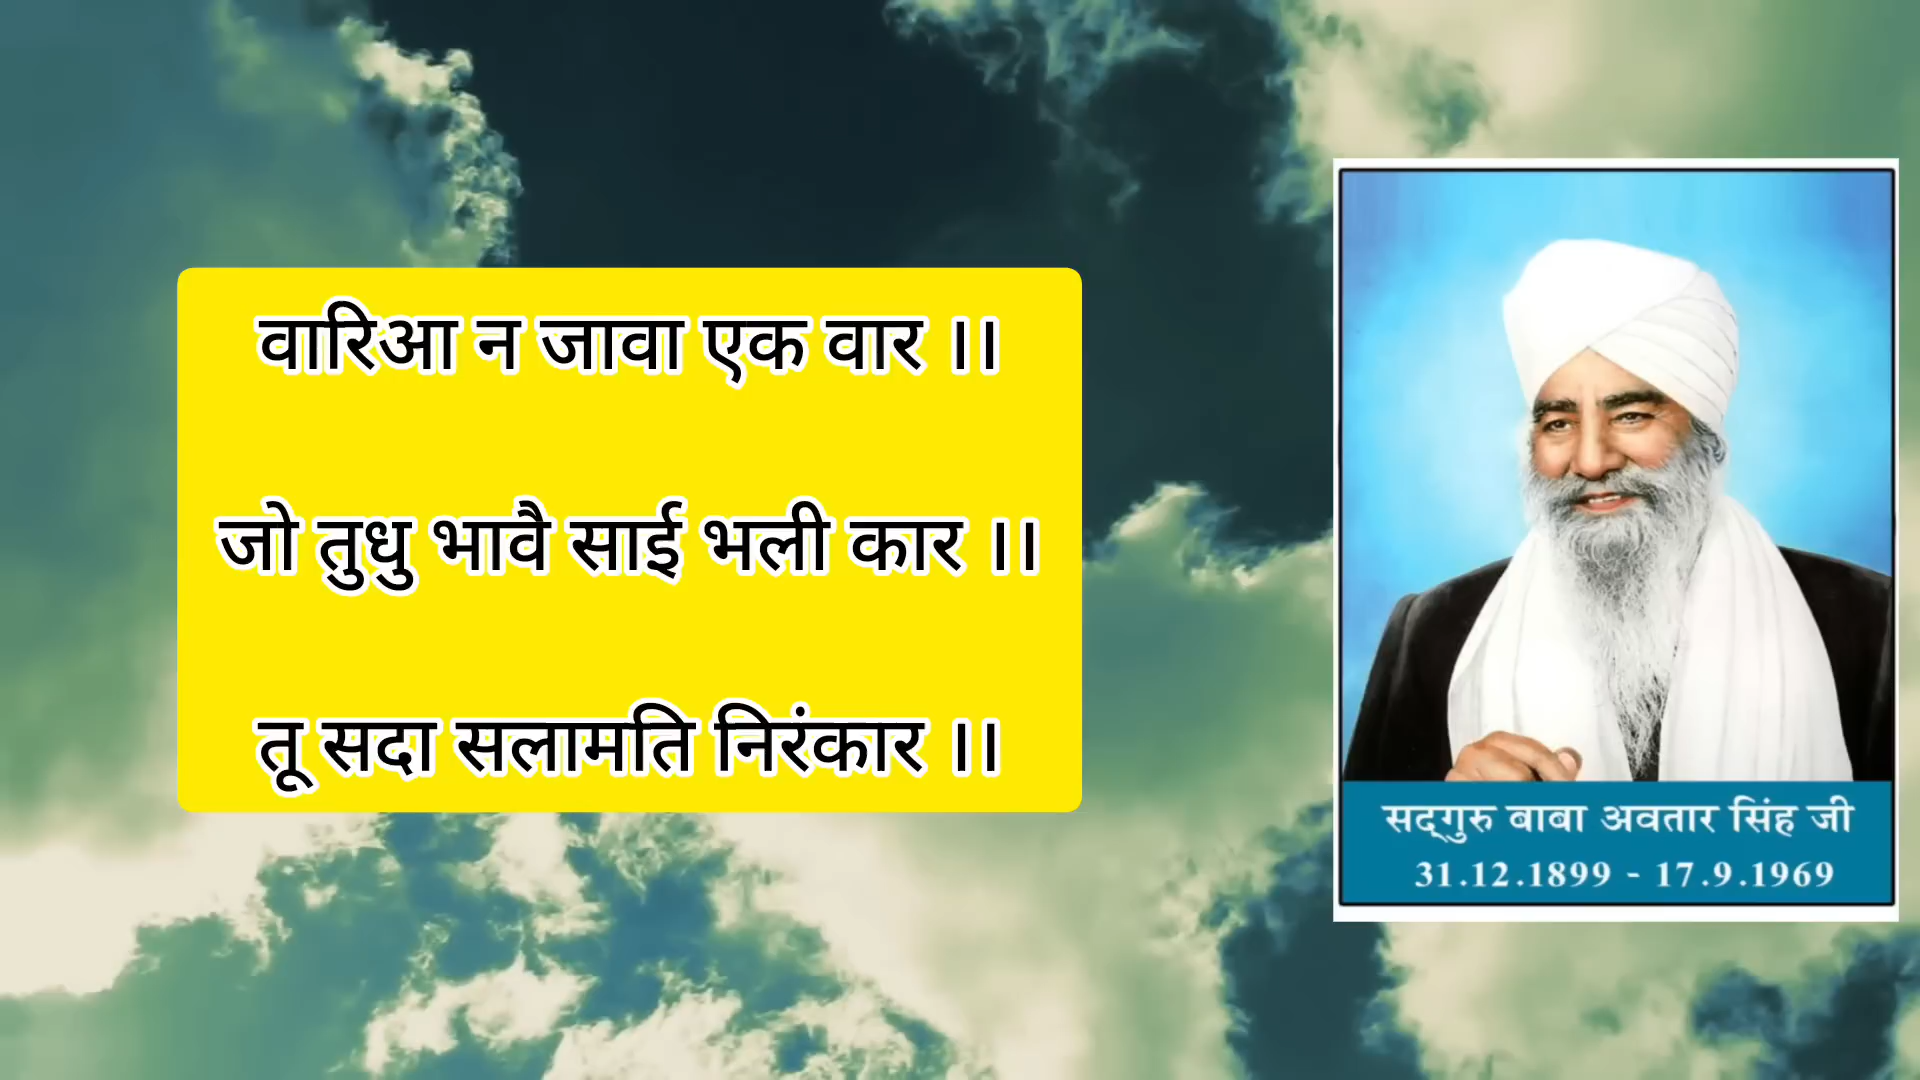 वारिआ न जावा एक वार ।।
जो तुधु भावै साई भली कार ।।
तू सदा सलामति निरंकार ।।
सद्गुरु बाबा अवतार सिंह जी
31.12.1899 - 17.9.1969